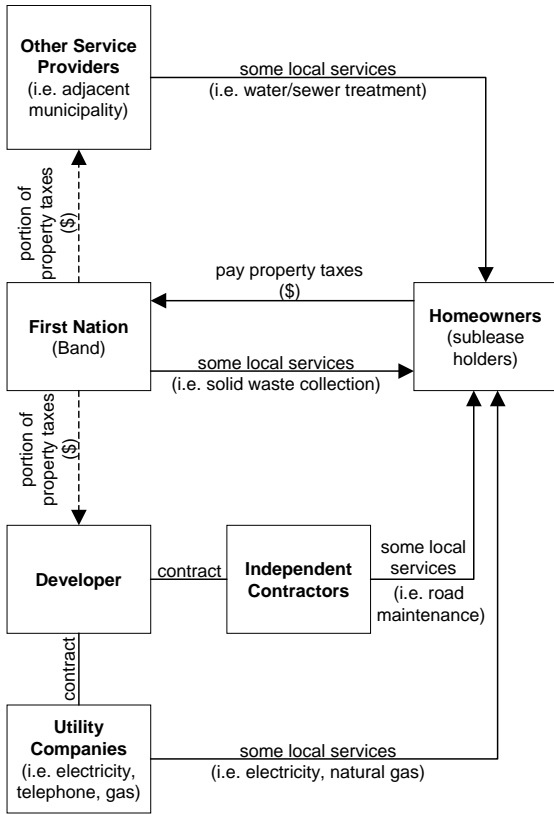 Other Service
Providers
(i.e. adjacent
municipality)
some local services
(i.e. water/sewer treatment)
portion of
property taxes
($)
pay property taxes
($)
First Nation
(Band)
Homeowners
(sublease
holders)
some local services
(i.e. solid waste collection)
portion of
property taxes
($)
Developer
contract
Independent
Contractors
some local
services
(i.e. road
maintenance)
contract
Utility
Companies
(i.e. electricity,
telephone, gas)
some local services
(i.e. electricity, natural gas)